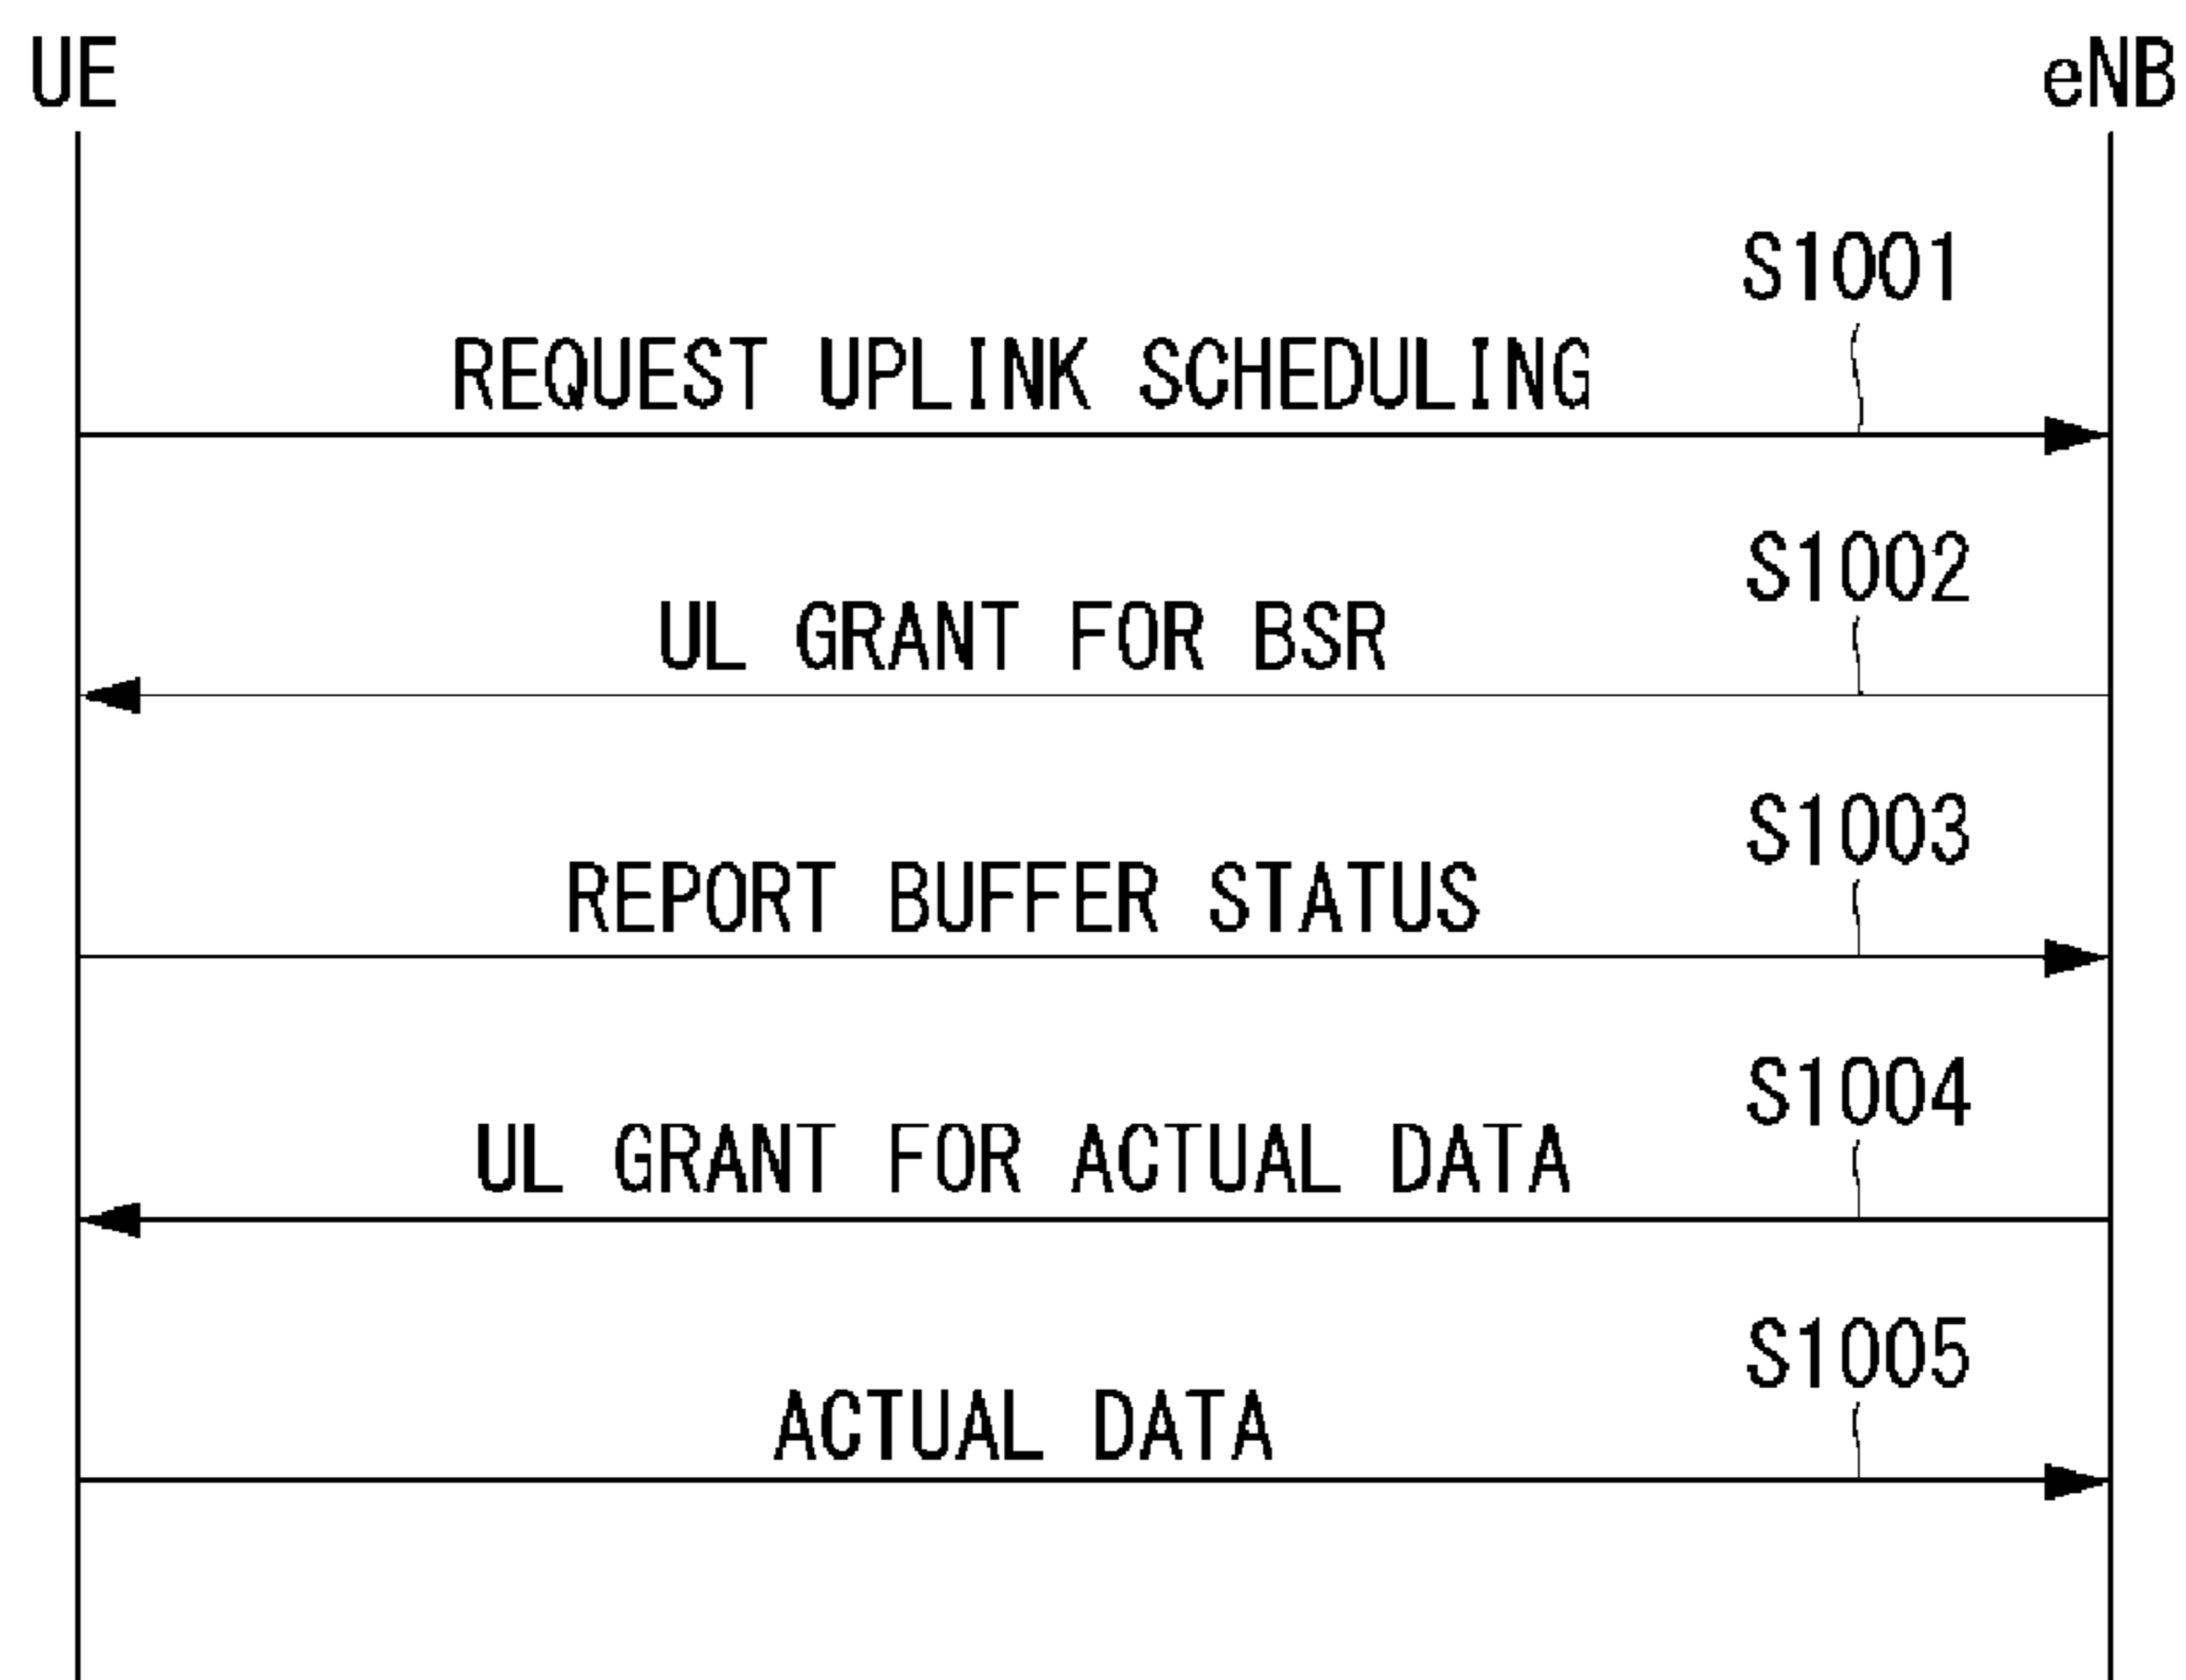 UE eNB
S1001
REQUEST UPLINK SCHEDULING
S1002
UL GRANT FOR BSR
S1003
REPORT BUFFER STATUS
S1004
UL GRANT FOR ACTUAL DATA
S1005
ACTUAL DATA